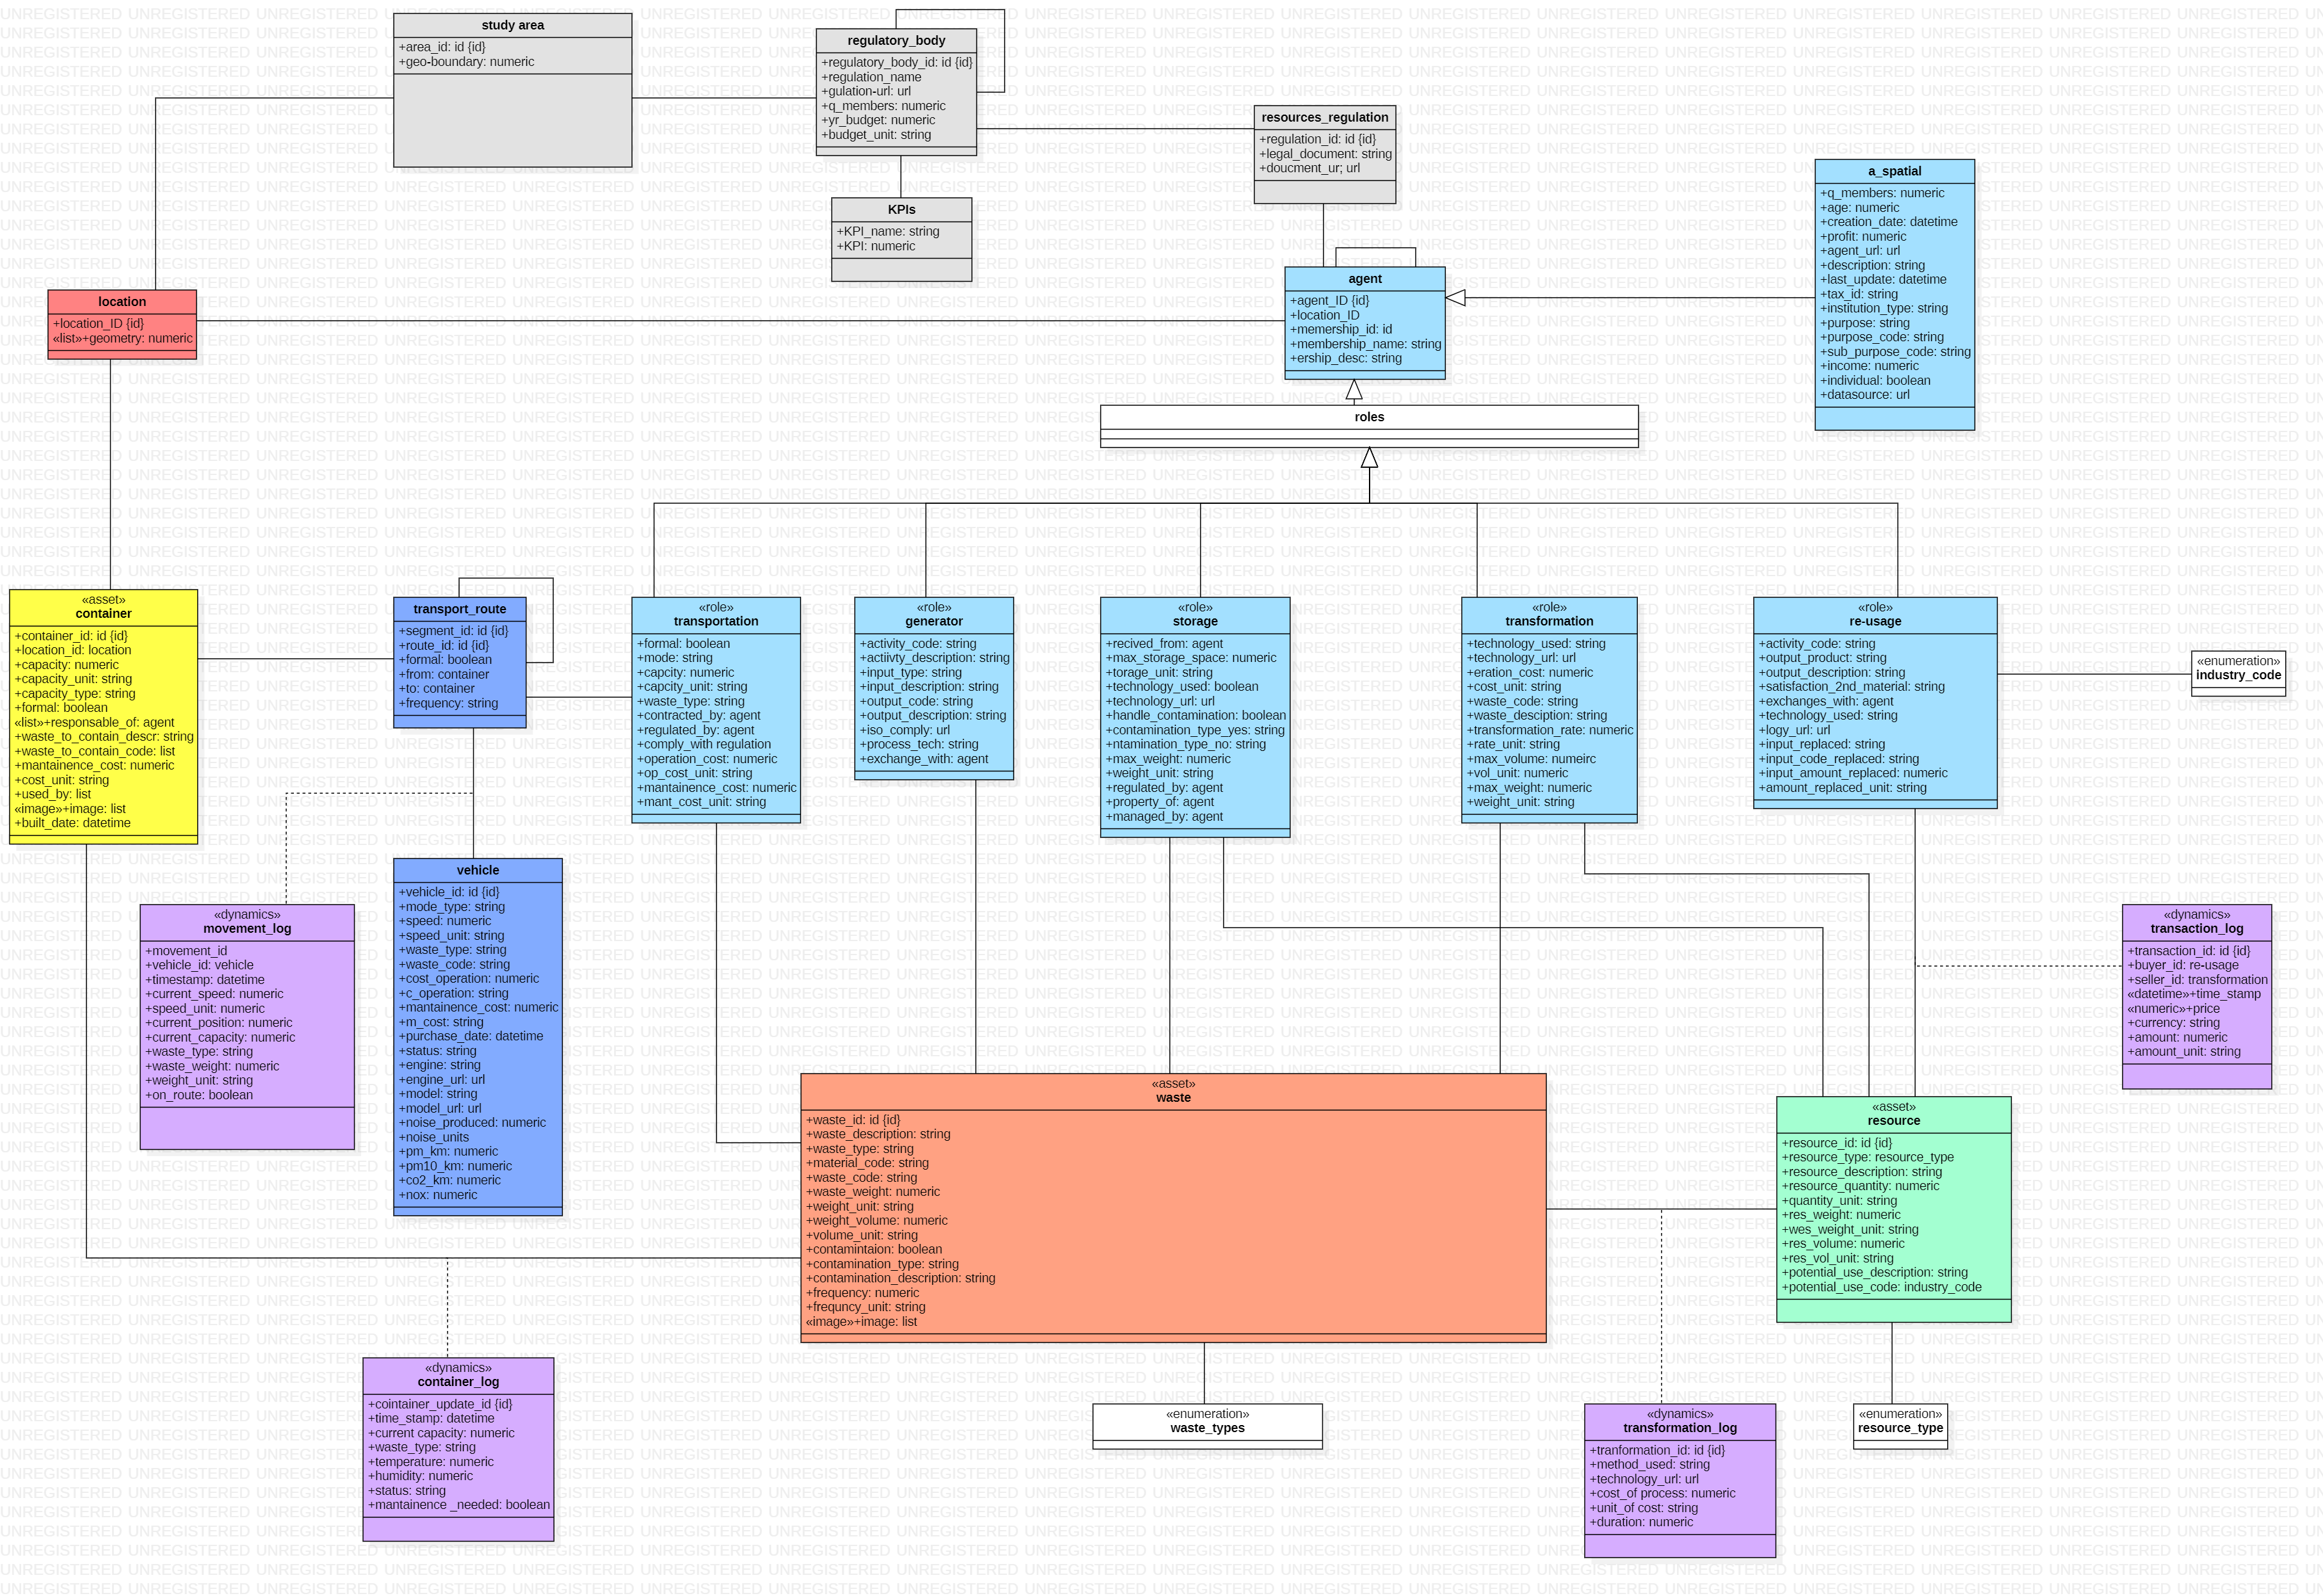 study area
+area_id: id {id}
+geo-boundary: numeric
regulatory_body
+regulatory_body_id: id {id}
+regulation_name
+gulation-url: url
+q_members: numeric
+yr_budget: numeric
+budget_unit: string
resources_regulation
+regulation_id: id {id}
+legal_document: string
+doucment_ur; url
KPIs
+KPI_name: string
+KPI: numeric
a_spatial
+q_members: numeric
+age: numeric
+creation_date: datetime
+profit: numeric
+agent_url: url
+description: string
+last_update: datetime
+tax_id: string
+institution_type: string
+purpose: string
+purpose_code: string
+sub_purpose_code: string
+income: numeric
+individual: boolean
+datasource: url
location
+location_ID {id}
«list»+geometry: numeric
agent
+agent_ID {id}
+location_ID
+memership_id: id
+membership_name: string
+ership_desc: string
roles
«asset»
container
+container_id: id {id}
+location_id: location
+capacity: numeric
+capacity_unit: string
+capacity_type: string
+formal: boolean
«list»+responsable_of: agent
+waste_to_contain_descr: string
+waste_to_contain_code: list
+mantainence_cost: numeric
+cost_unit: string
+used_by: list
«image»+image: list
+built_date: datetime
transport_route
+segment_id: id {id}
+route_id: id {id}
+formal: boolean
+from: container
+to: container
+frequency: string
«role»
transportation
+formal: boolean
+mode: string
+capcity: numeric
+capcity_unit: string
+waste_type: string
+contracted_by: agent
+regulated_by: agent
+comply_with regulation
+operation_cost: numeric
+op_cost_unit: string
+mantainence_cost: numeric
+mant_cost_unit: string
«role»
generator
+activity_code: string
+actiivty_description: string
+input_type: string
+input_description: string
+output_code: string
+output_description: string
+iso_comply: url
+process_tech: string
+exchange_with: agent
«role»
storage
+recived_from: agent
+max_storage_space: numeric
+torage_unit: string
+technology_used: boolean
+technology_url: url
+handle_contamination: boolean
+contamination_type_yes: string
+ntamination_type_no: string
+max_weight: numeric
+weight_unit: string
+regulated_by: agent
+property_of: agent
+managed_by: agent
«role»
transformation
+technology_used: string
+technology_url: url
+eration_cost: numeric
+cost_unit: string
+waste_code: string
+waste_desciption: string
+transformation_rate: numeric
+rate_unit: string
+max_volume: numeirc
+vol_unit: numeric
+max_weight: numeric
+weight_unit: string
«role»
re-usage
+activity_code: string
+output_product: string
+output_description: string
+satisfaction_2nd_material: string
+exchanges_with: agent
+technology_used: string
+logy_url: url
+input_replaced: string
+input_code_replaced: string
+input_amount_replaced: numeric
+amount_replaced_unit: string
«enumeration»
industry_code
vehicle
+vehicle_id: id {id}
+mode_type: string
+speed: numeric
+speed_unit: string
+waste_type: string
+waste_code: string
+cost_operation: numeric
+c_operation: string
+mantainence_cost: numeric
+m_cost: string
+purchase_date: datetime
+status: string
+engine: string
+engine_url: url
+model: string
+model_url: url
+noise_produced: numeric
+noise_units
+pm_km: numeric
+pm10_km: numeric
+co2_km: numeric
+nox: numeric
«dynamics»
movement_log
+movement_id
+vehicle_id: vehicle
+timestamp: datetime
+current_speed: numeric
+speed_unit: numeric
+current_position: numeric
+current_capacity: numeric
+waste_type: string
+waste_weight: numeric
+weight_unit: string
+on_route: boolean
«dynamics»
transaction_log
+transaction_id: id {id}
+buyer_id: re-usage
+seller_id: transformation
«datetime»+time_stamp
«numeric»+price
+currency: string
+amount: numeric
+amount_unit: string
«asset»
waste
+waste_id: id {id}
+waste_description: string
+waste_type: string
+material_code: string
+waste_code: string
+waste_weight: numeric
+weight_unit: string
+weight_volume: numeric
+volume_unit: string
+contamintaion: boolean
+contamination_type: string
+contamination_description: string
+frequency: numeric
+frequncy_unit: string
«image»+image: list
«asset»
resource
+resource_id: id {id}
+resource_type: resource_type
+resource_description: string
+resource_quantity: numeric
+quantity_unit: string
+res_weight: numeric
+wes_weight_unit: string
+res_volume: numeric
+res_vol_unit: string
+potential_use_description: string
+potential_use_code: industry_code
«dynamics»
container_log
+cointainer_update_id {id}
+time_stamp: datetime
+current capacity: numeric
+waste_type: string
+temperature: numeric
+humidity: numeric
+status: string
+mantainence _needed: boolean
«enumeration»
waste_types
«dynamics»
transformation_log
+tranformation_id: id {id}
+method_used: string
+technology_url: url
+cost_of process: numeric
+unit_of cost: string
+duration: numeric
«enumeration»
resource_type
UNREGISTERED